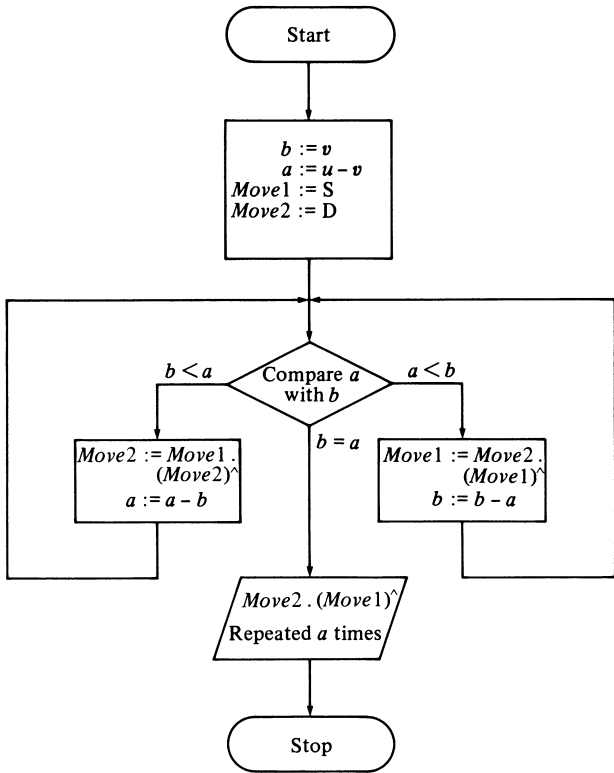 Start
b := v
a := u - v
Move1 := S
Move2 := D
b < a
Compare a
with b
a < b
Move2 := Move1 .
(Move2)^
a := a - b
b = a
Move1 := Move2 .
(Move1)^
b := b - a
Move2 . (Move1)^
Repeated a times
Stop